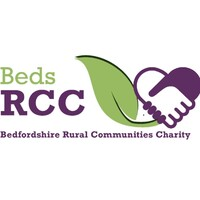 Beds
RCC
Bedfordshire Rural Communities Charity